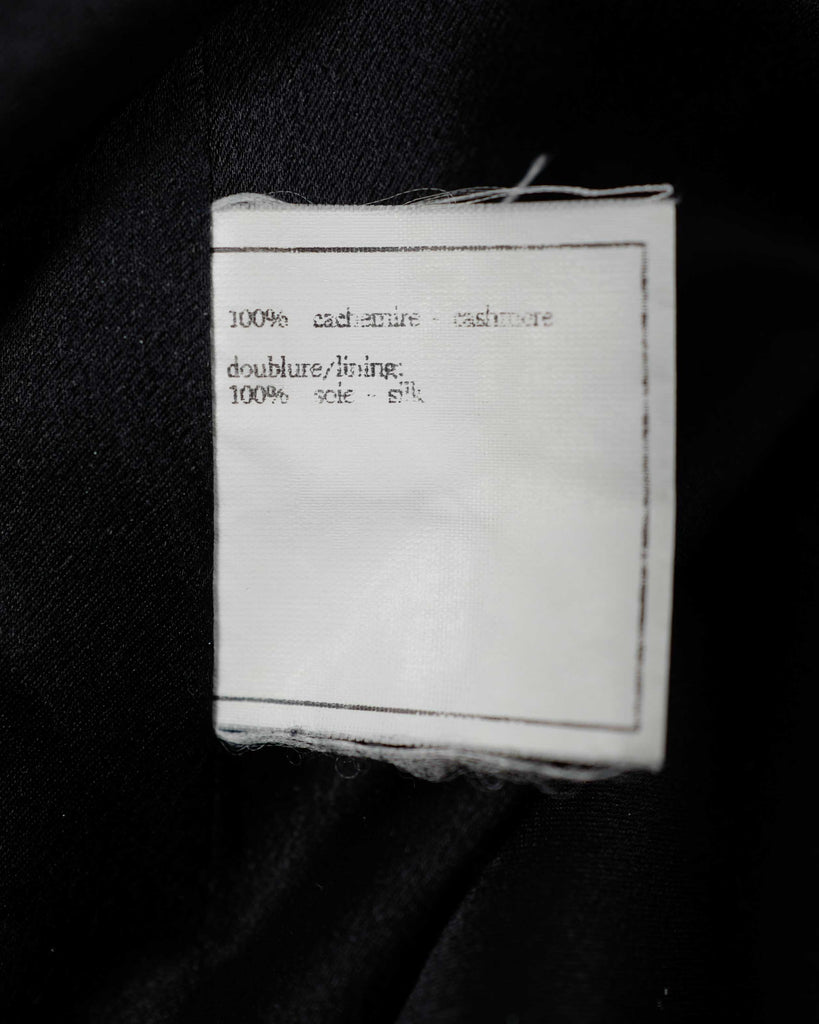 100% cachemire - cashmere
doublure/lining:
100% soie - silk